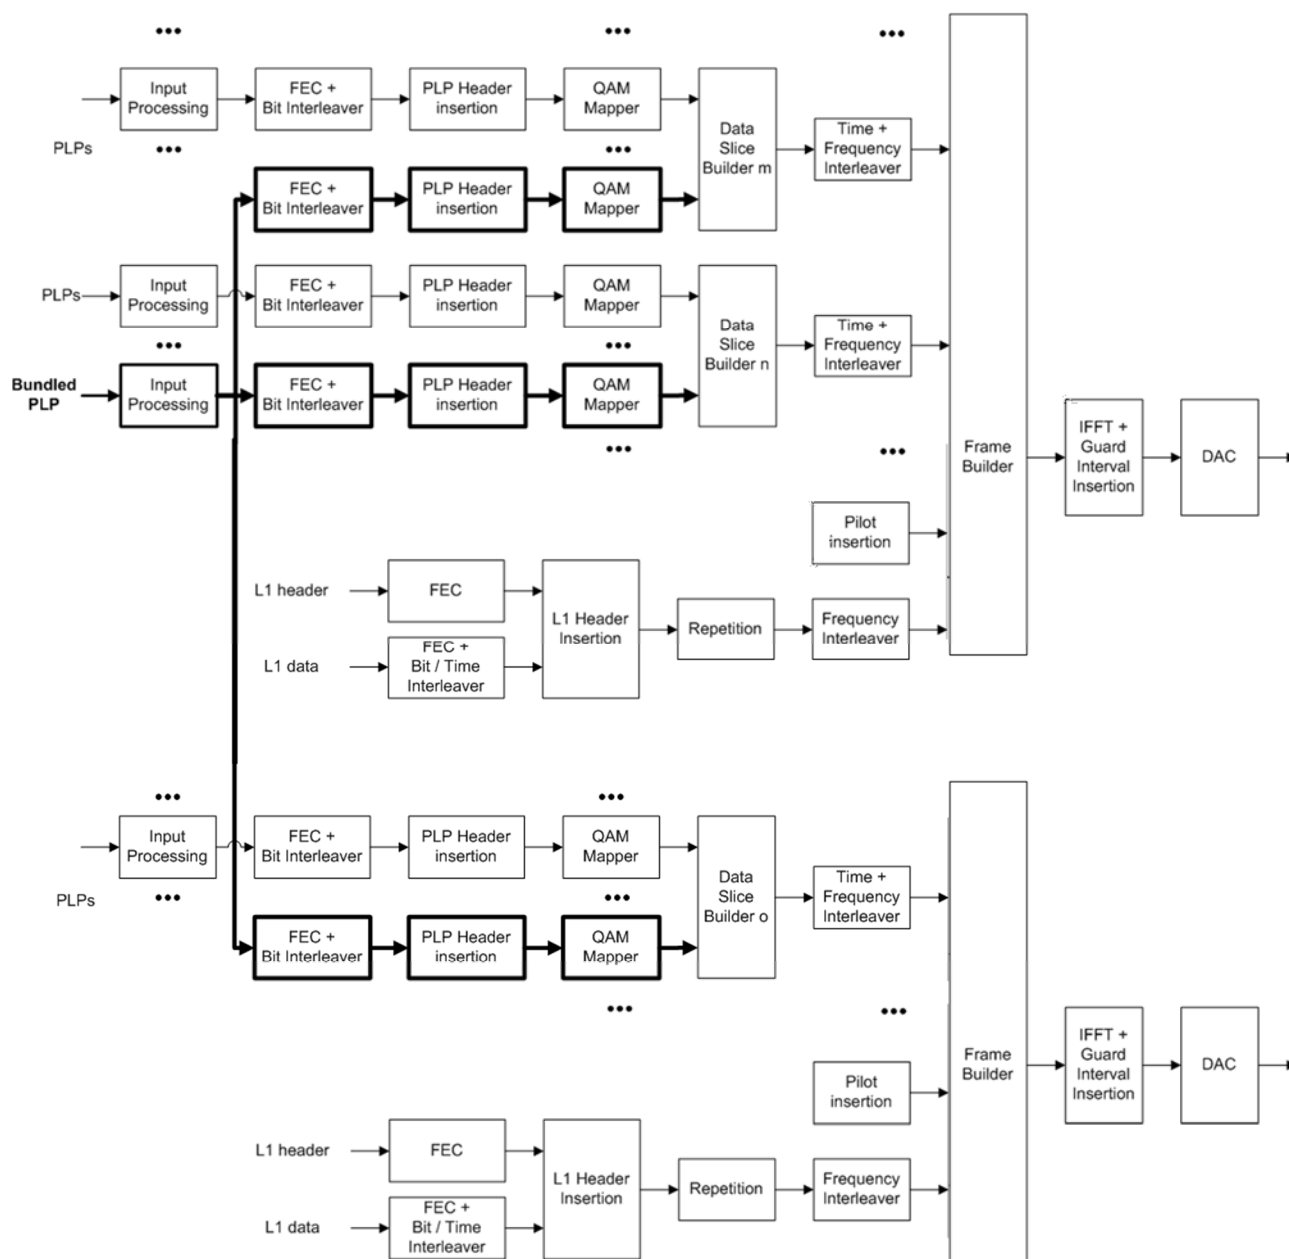 ••• ••• •••
Input
Processing
FEC +
Bit Interleaver
PLP Header
insertion
QAM
Mapper
Data
Slice
Builder m
Time +
Frequency
Interleaver
PLPs
••• •••
FEC +
Bit Interleaver
PLP Header
insertion
QAM
Mapper
PLPs
Input
Processing
FEC +
Bit Interleaver
PLP Header
insertion
QAM
Mapper
Data
Slice
Builder n
Time +
Frequency
Interleaver
••• •••
Bundled
PLP
Input
Processing
FEC +
Bit Interleaver
PLP Header
insertion
QAM
Mapper
••• •••
Frame
Builder
IFFT +
Guard
Interval
Insertion
DAC
Pilot
insertion
L1 header
FEC
L1 Header
Insertion
Repetition
Frequency
Interleaver
L1 data
FEC +
Bit / Time
Interleaver
••• •••
Input
Processing
FEC +
Bit Interleaver
PLP Header
insertion
QAM
Mapper
Data
Slice
Builder o
Time +
Frequency
Interleaver
PLPs
••• •••
FEC +
Bit Interleaver
PLP Header
insertion
QAM
Mapper
••• •••
Frame
Builder
IFFT +
Guard
Interval
Insertion
DAC
Pilot
insertion
L1 header
FEC
L1 Header
Insertion
Repetition
Frequency
Interleaver
L1 data
FEC +
Bit / Time
Interleaver